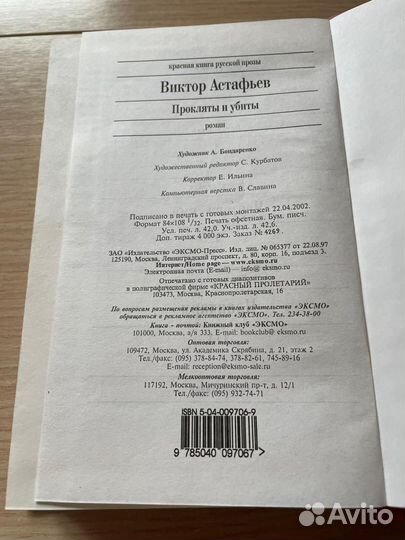 красная книга русской прозы
Виктор Астафьев
Прокляты и убиты
роман
Художник А. Бондаренко
Художественный редактор С. Курбатов
Корректор Е. Ильина
Компьютерная верстка В. Славина
Подписано в печать с готовых монтажей 22.04.2002.
Формат 84×108 1/32. Печать офсетная. Бум. писч.
Усл. печ. л. 42,0. Уч.-изд. л. 42,6.
Доп. тираж 4 000 экз. Заказ № 4269.
ЗАО «Издательство «ЭКСМО-Пресс». Изд. лиц. № 065377 от 22.08.97
125190, Москва, Ленинградский проспект, д. 80, корп. 16, подъезд 3.
Интернет/Home page — www.eksmo.ru
Электронная почта (E-mail) — info@ eksmo.ru
Отпечатано с готовых диапозитивов
в полиграфической фирме «КРАСНЫЙ ПРОЛЕТАРИЙ»
103473, Москва, Краснопролетарская, 16
По вопросам размещения рекламы в книгах издательства «ЭКСМО»
обращаться в рекламное агентство «ЭКСМО». Тел. 234-38-00
Книга - почтой: Книжный клуб «ЭКСМО»
101000, Москва, а/я 333. E-mail: bookclub@ eksmo.ru
Оптовая торговля:
109472, Москва, ул. Академика Скрябина, д. 21, этаж 2
Тел./факс: (095) 378-84-74, 378-82-61, 745-89-16
E-mail: reception@eksmo-sale.ru
Мелкооптовая торговля:
117192, Москва, Мичуринский пр-т, д. 12/1
Тел./факс: (095) 932-74-71
ISBN 5-04-009706-9
9 785040 097067 >
Avito